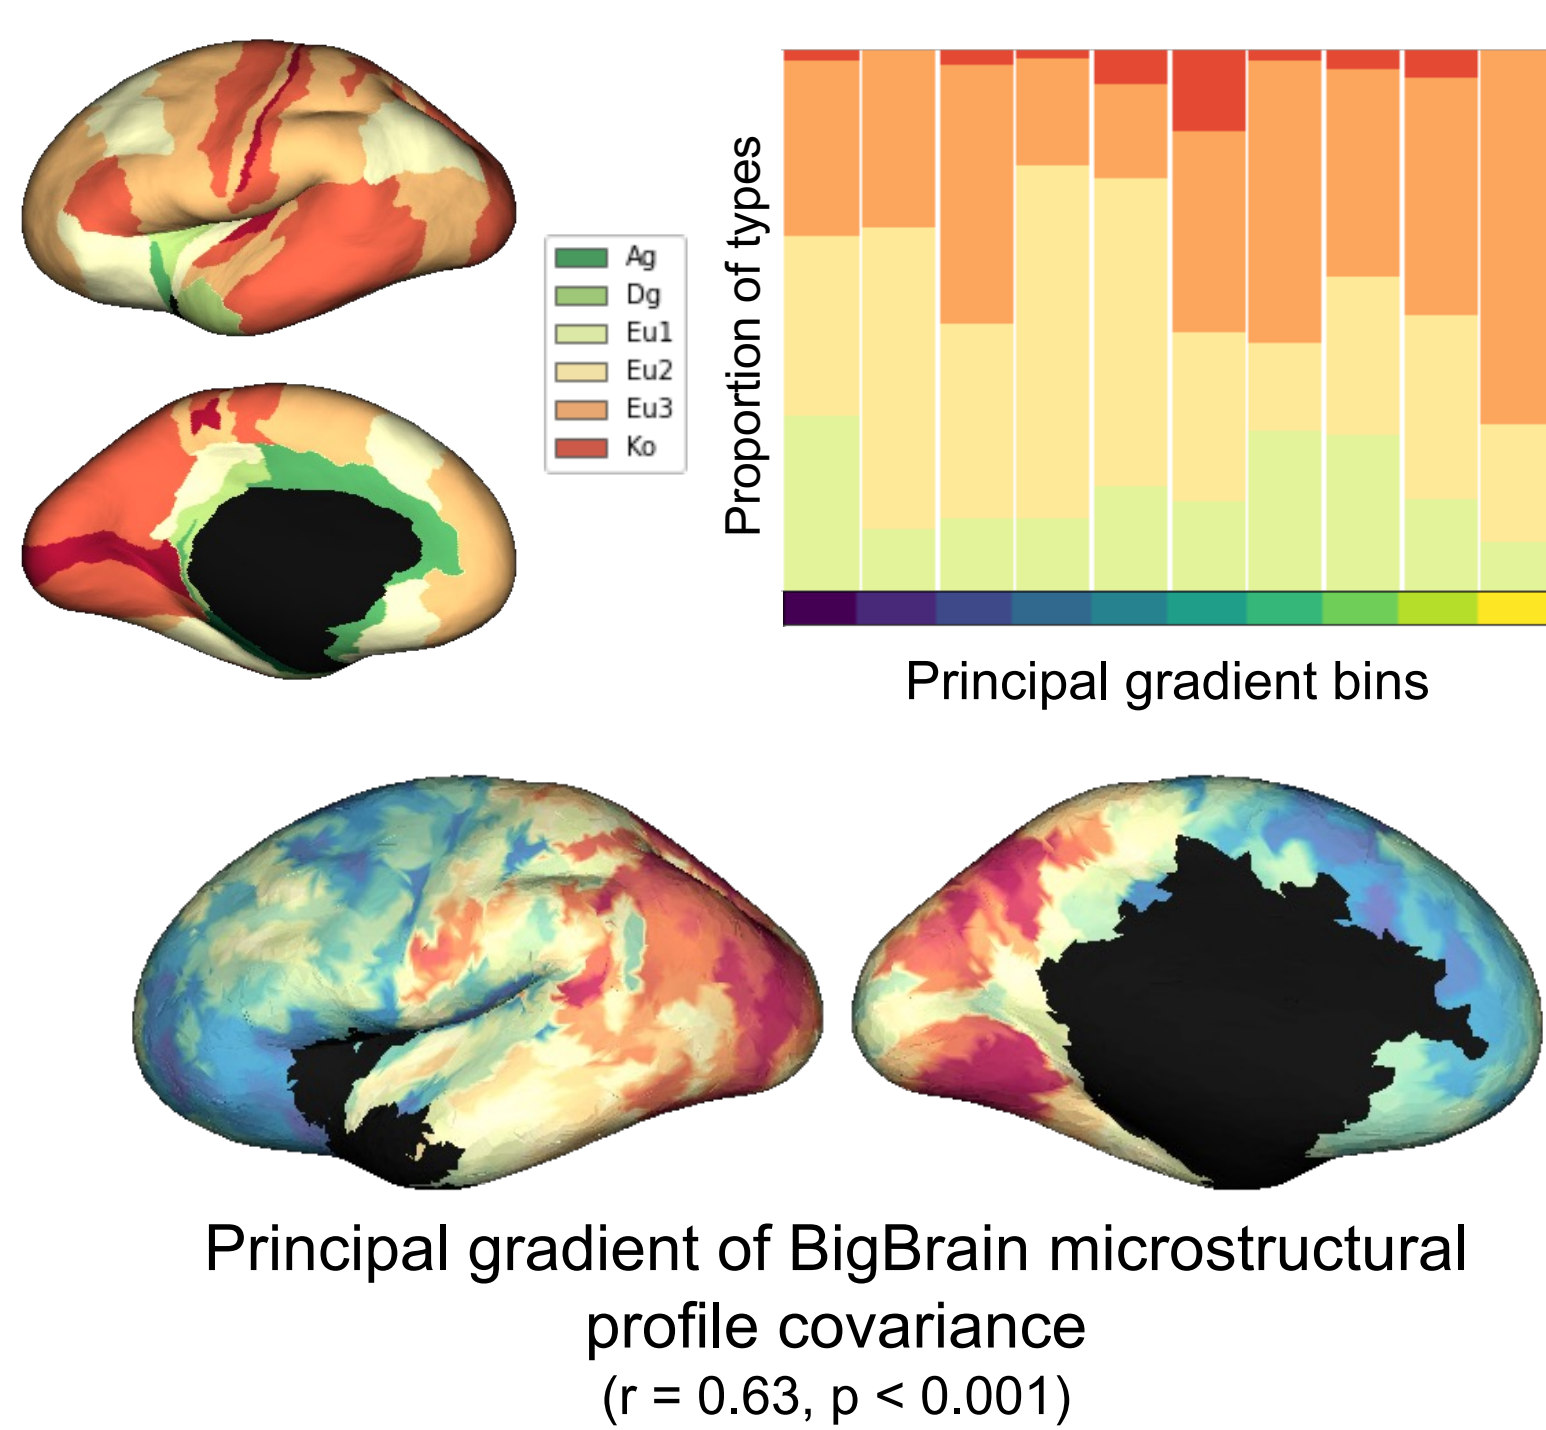 Ag
Dg
Eu1
Eu2
Eu3
Ko
Proportion of types
Principal gradient bins
Principal gradient of BigBrain microstructural
profile covariance
(r = 0.63, p < 0.001)